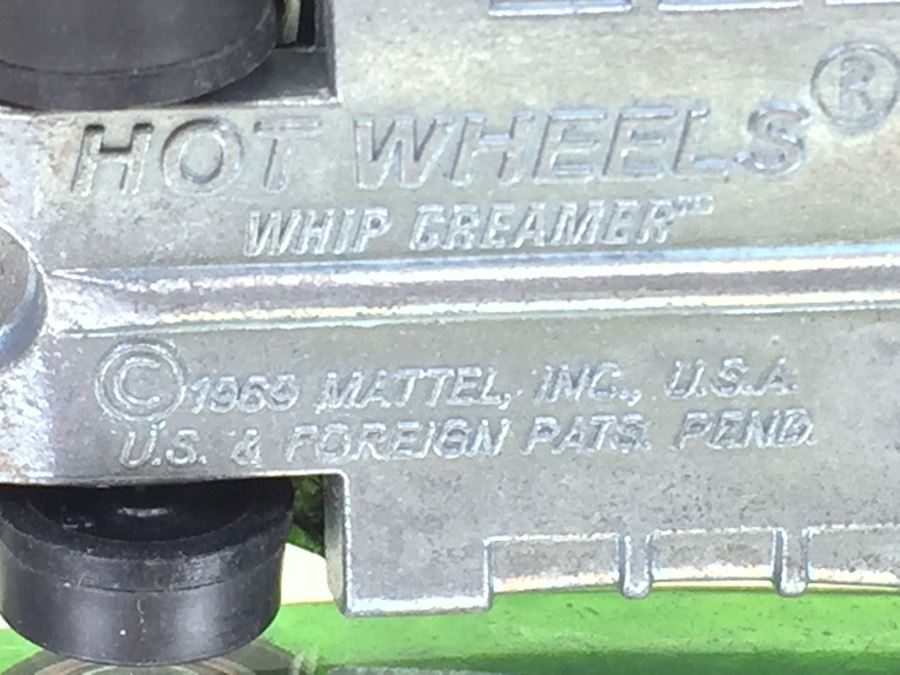 HOT WHEELS®
WHIP CREAMER™
©1969 MATTEL, INC., U.S.A.
U.S. & FOREIGN PATS. PEND.